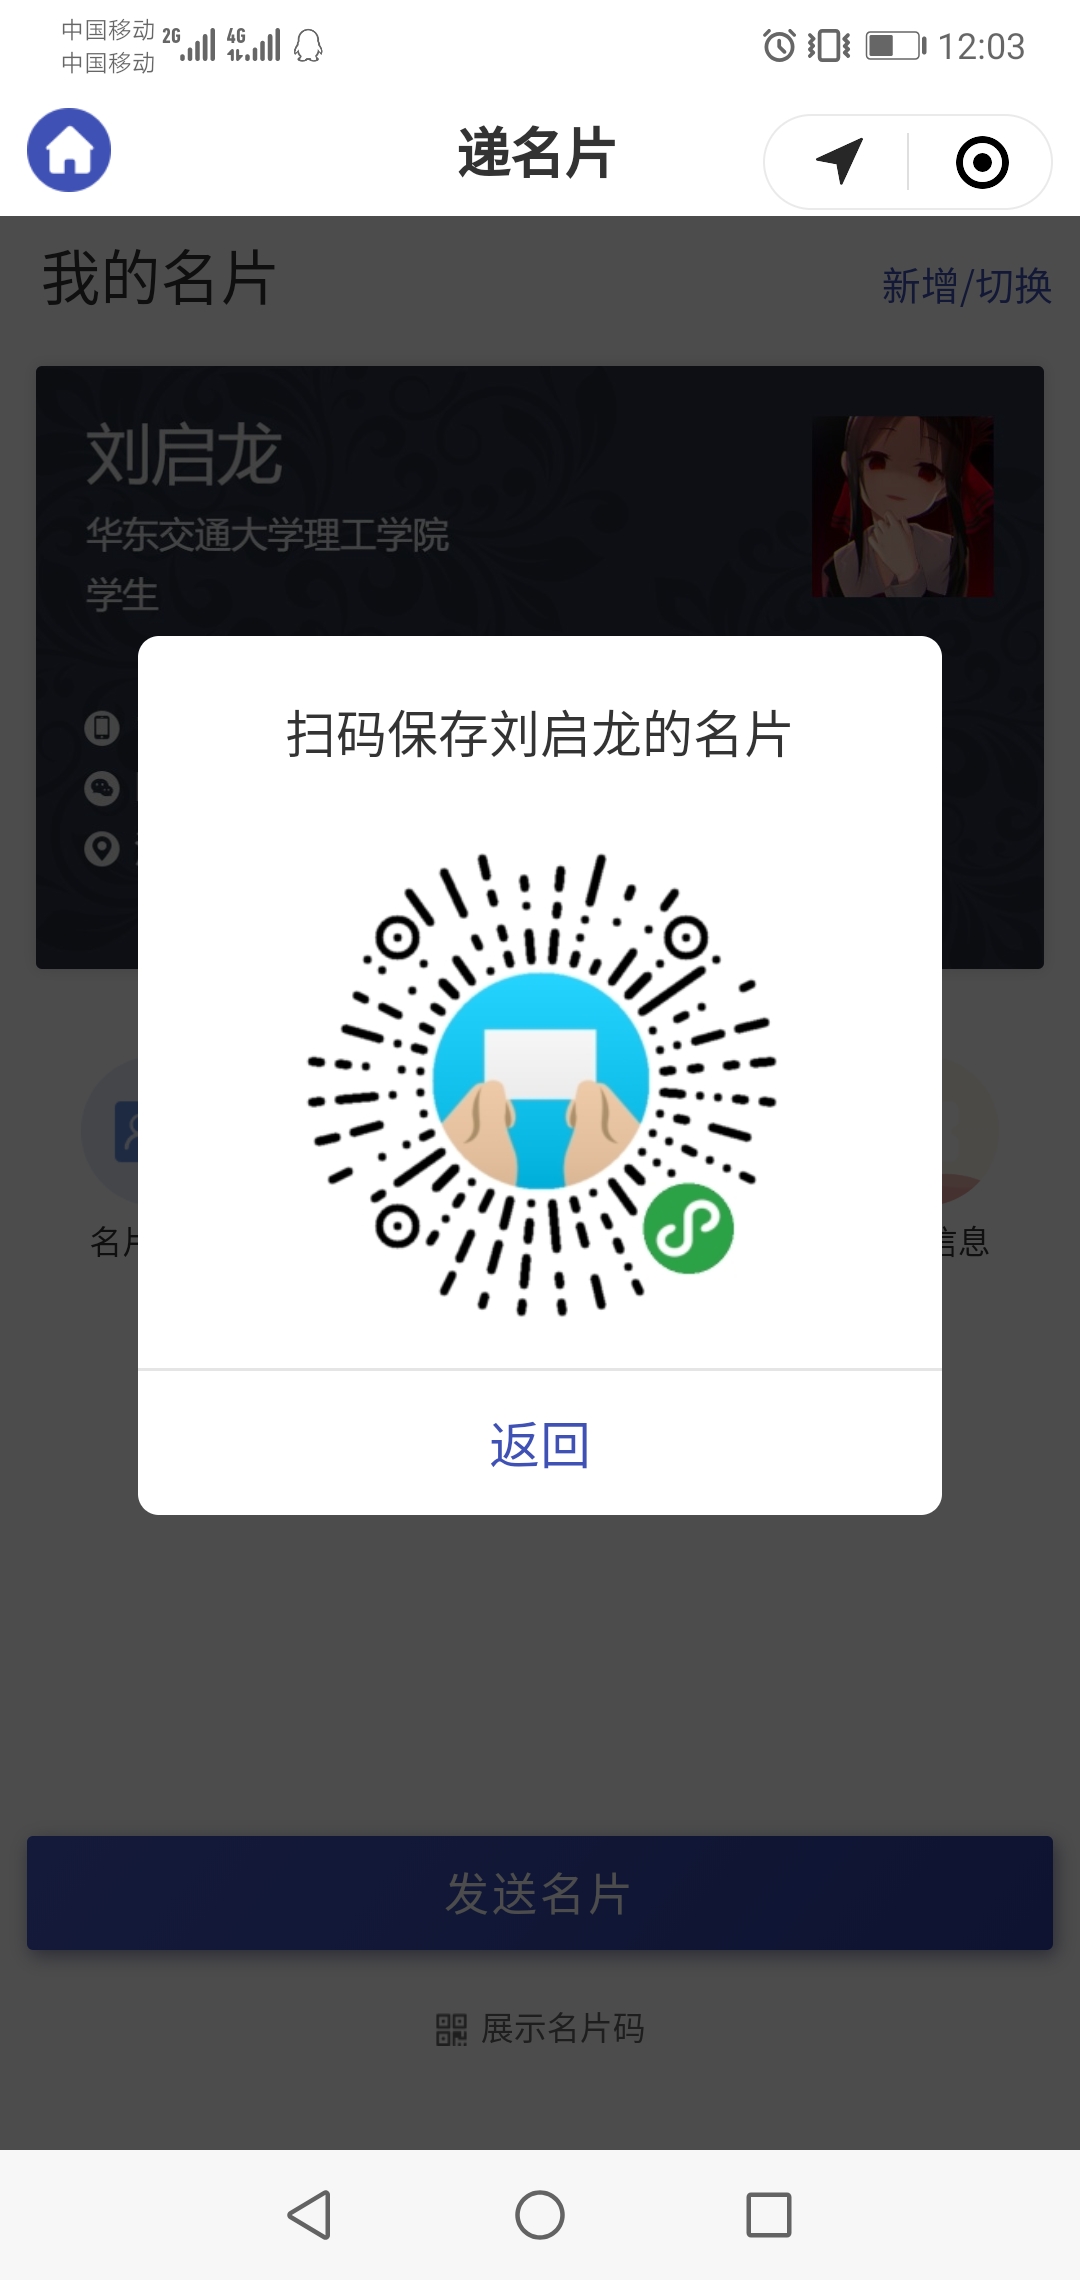 中国移动 2G 4G
中国移动
12:03
递名片
我的名片
新增/切换
刘启龙
华东交通大学理工学院
学生
扫码保存刘启龙的名片
名片
信息
返回
发送名片
展示名片码